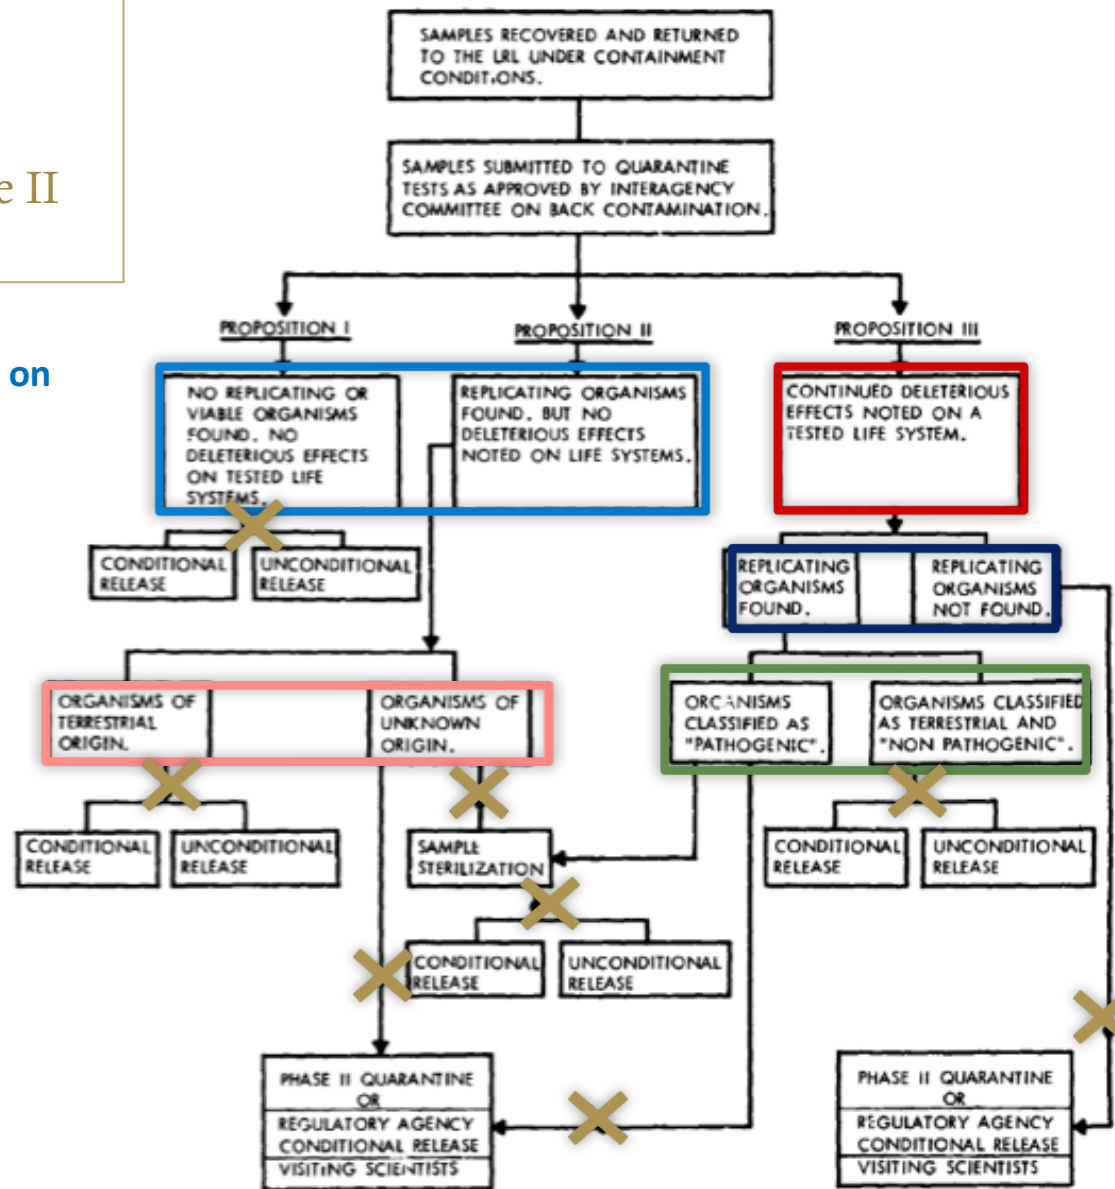 e II
on
SAMPLES RECOVERED AND RETURNED
TO THE LRL UNDER CONTAINMENT
CONDITIONS.
SAMPLES SUBMITTED TO QUARANTINE
TESTS AS APPROVED BY INTERAGENCY
COMMITTEE ON BACK CONTAMINATION.
PROPOSITION I
PROPOSITION II
PROPOSITION III
NO REPLICATING OR
VIABLE ORGANISMS
FOUND. NO
DELETERIOUS EFFECTS
ON TESTED LIFE
SYSTEMS.
REPLICATING ORGANISMS
FOUND. BUT NO
DELETERIOUS EFFECTS
NOTED ON LIFE SYSTEMS.
CONTINUED DELETERIOUS
EFFECTS NOTED ON A
TESTED LIFE SYSTEM.
CONDITIONAL
RELEASE
UNCONDITIONAL
RELEASE
REPLICATING
ORGANISMS
FOUND.
REPLICATING
ORGANISMS
NOT FOUND.
ORGANISMS OF
TERRESTRIAL
ORIGIN.
ORGANISMS OF
UNKNOWN
ORIGIN.
ORGANISMS
CLASSIFIED AS
"PATHOGENIC".
ORGANISMS CLASSIFIED
AS TERRESTRIAL AND
"NON PATHOGENIC".
CONDITIONAL
RELEASE
UNCONDITIONAL
RELEASE
SAMPLE
STERILIZATION
CONDITIONAL
RELEASE
UNCONDITIONAL
RELEASE
CONDITIONAL
RELEASE
UNCONDITIONAL
RELEASE
PHASE II QUARANTINE
OR
REGULATORY AGENCY
CONDITIONAL RELEASE
VISITING SCIENTISTS
PHASE II QUARANTINE
OR
REGULATORY AGENCY
CONDITIONAL RELEASE
VISITING SCIENTISTS